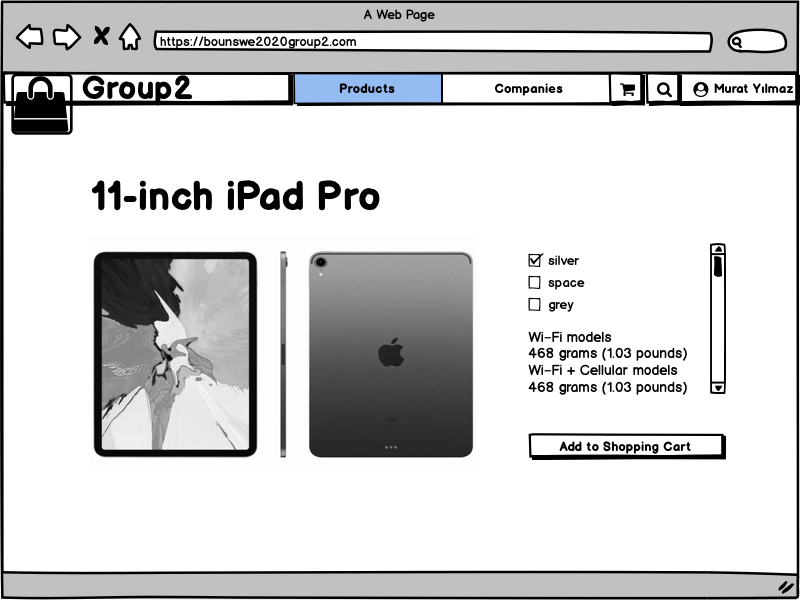 A Web Page
https://bounswe2020group2.com
Group2
Products
Companies
Murat Yılmaz
11-inch iPad Pro
silver
space
grey
Wi-Fi models
468 grams (1.03 pounds)
Wi-Fi + Cellular models
468 grams (1.03 pounds)
Add to Shopping Cart